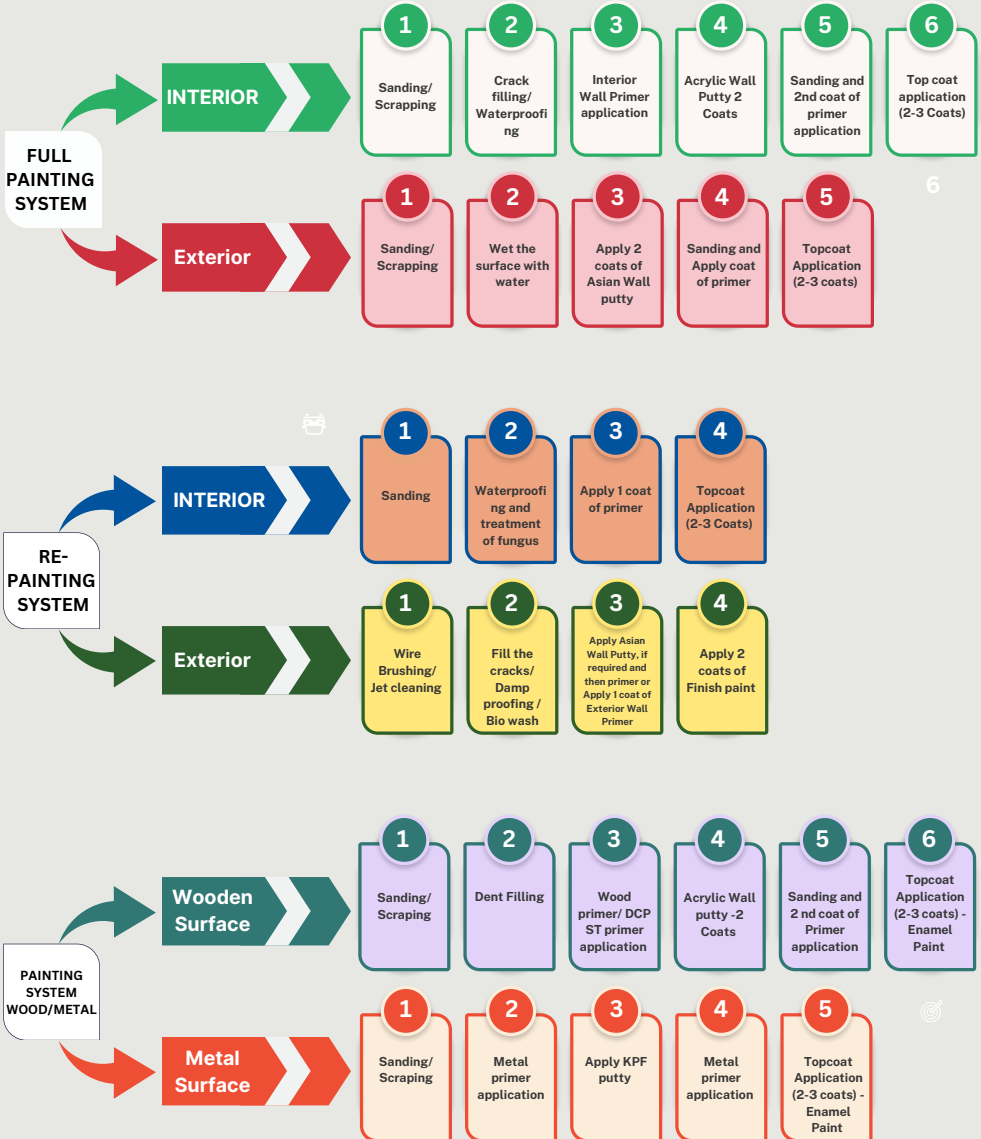 FULL
PAINTING
SYSTEM
INTERIOR
1
Sanding/
Scrapping
2
Crack
filling/
Waterproofi
ng
3
Interior
Wall Primer
application
4
Acrylic Wall
Putty 2
Coats
5
Sanding and
2nd coat of
primer
application
6
Top coat
application
(2-3 Coats)
Exterior
1
Sanding/
Scrapping
2
Wet the
surface with
water
3
Apply 2
coats of
Asian Wall
putty
4
Sanding and
Apply coat
of primer
5
Topcoat
Application
(2-3 coats)
6
RE-
PAINTING
SYSTEM
INTERIOR
1
Sanding
2
Waterproofi
ng and
treatment
of fungus
3
Apply 1 coat
of primer
4
Topcoat
Application
(2-3 Coats)
Exterior
1
Wire
Brushing/
Jet cleaning
2
Fill the
cracks/
Damp
proofing /
Bio wash
3
Apply Asian
Wall Putty, if
required and
then primer or
Apply 1 coat of
Exterior Wall
Primer
4
Apply 2
coats of
Finish paint
PAINTING
SYSTEM
WOOD/METAL
Wooden
Surface
1
Sanding/
Scraping
2
Dent Filling
3
Wood
primer/ DCP
ST primer
application
4
Acrylic Wall
putty -2
Coats
5
Sanding and
2 nd coat of
Primer
application
6
Topcoat
Application
(2-3 coats) -
Enamel
Paint
Metal
Surface
1
Sanding/
Scraping
2
Metal
primer
application
3
Apply KPF
putty
4
Metal
primer
application
5
Topcoat
Application
(2-3 coats) -
Enamel
Paint